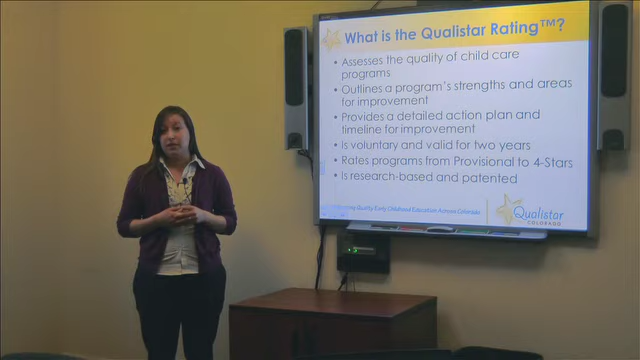 What is the Qualistar Rating™?
• Assesses the quality of child care
programs
• Outlines a program's strengths and areas
for improvement
• Provides a detailed action plan and
timeline for improvement
• Is voluntary and valid for two years
• Rates programs from Provisional to 4-Stars
• Is research-based and patented
Quality Early Childhood Education Across Colorado
Qualistar
COLORADO